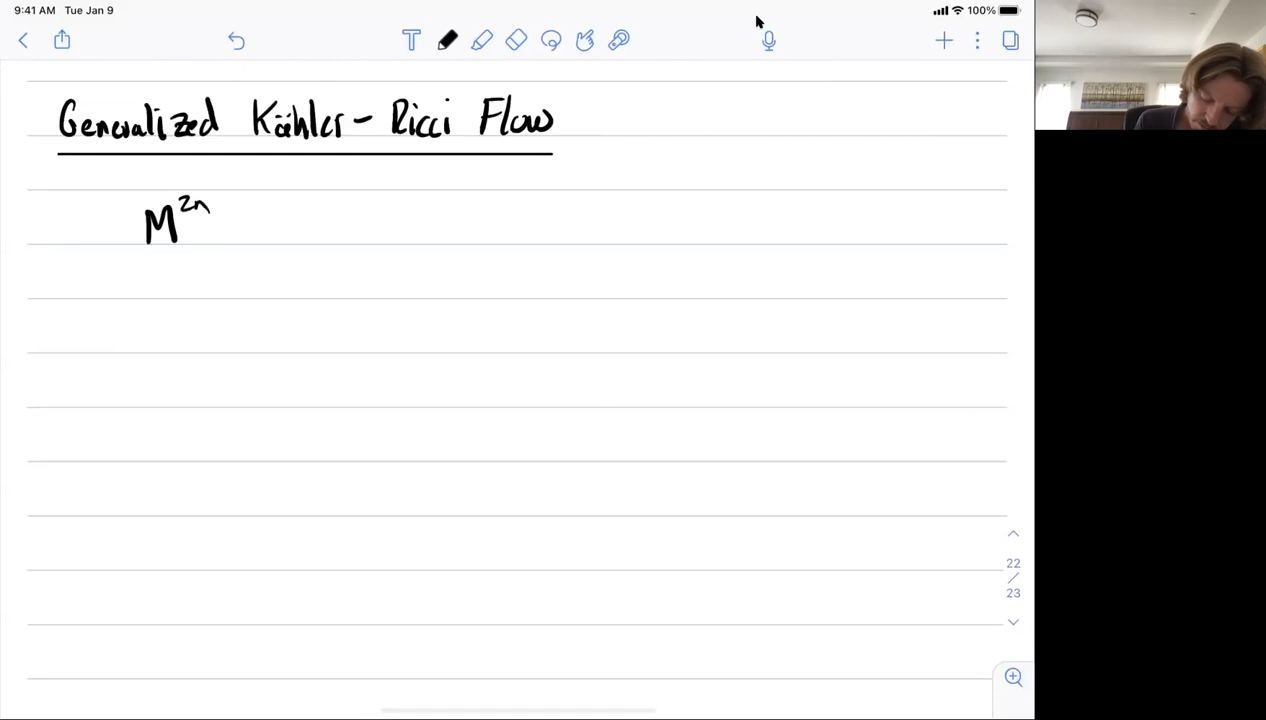 9:41 AM Tue Jan 9
100%
Generalized Kähler-Ricci Flow
M^{2n}
22
/
23